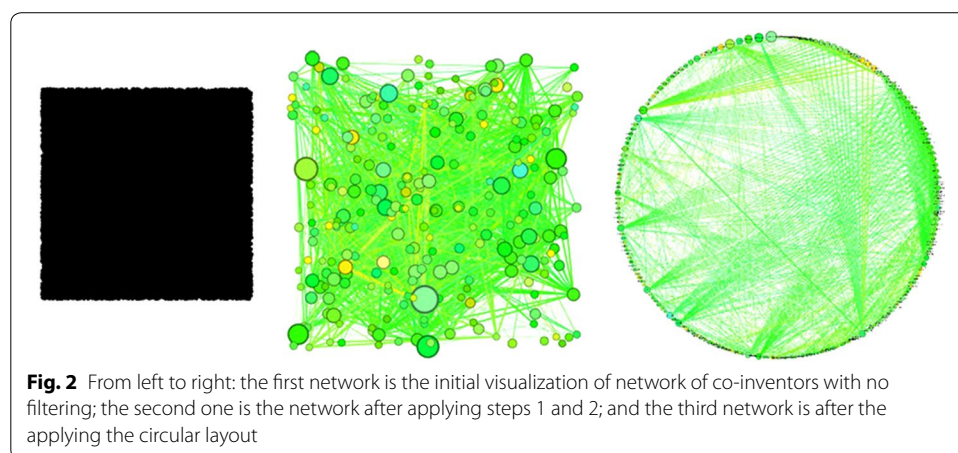 Fig. 2 From left to right: the first network is the initial visualization of network of co-inventors with no
filtering; the second one is the network after applying steps 1 and 2; and the third network is after the
applying the circular layout